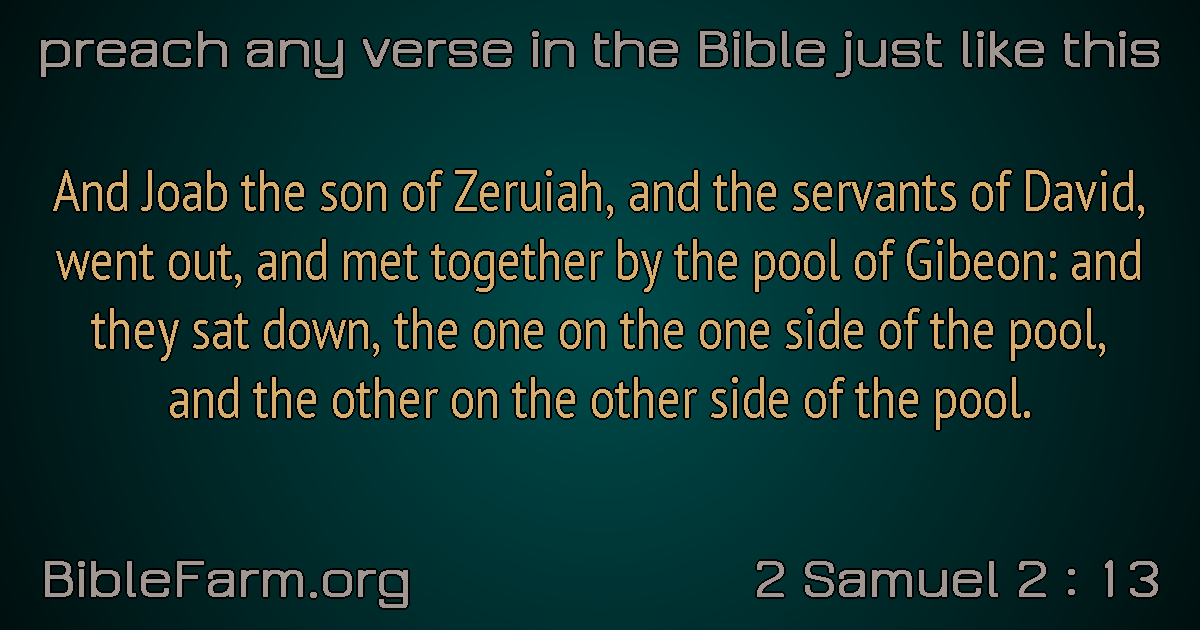 preach any verse in the Bible just like this
And Joab the son of Zeruiah, and the servants of David,
went out, and met together by the pool of Gibeon: and
they sat down, the one on the one side of the pool,
and the other on the other side of the pool.
BibleFarm.org
2 Samuel 2 : 13